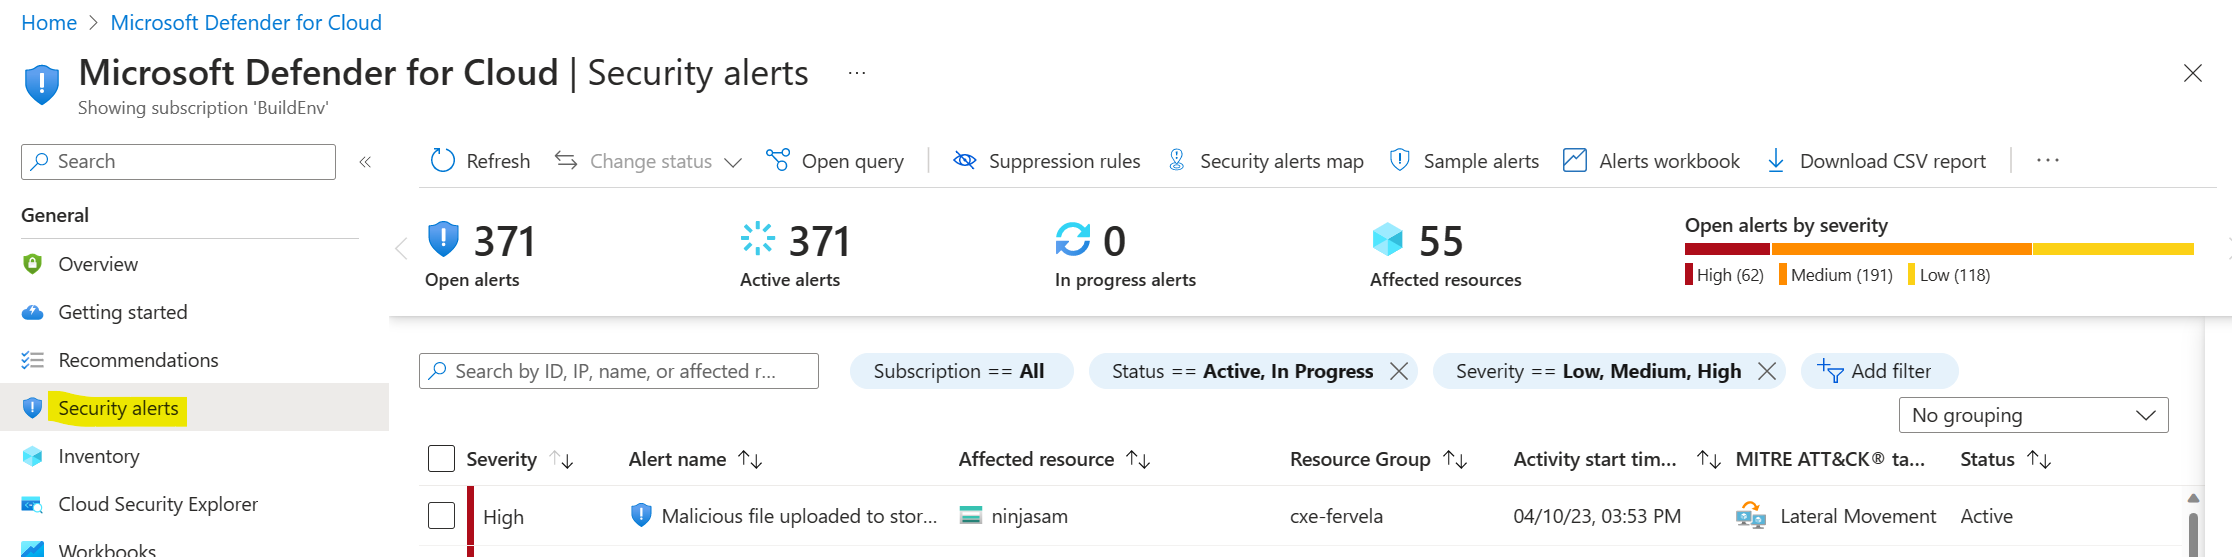 Home > Microsoft Defender for Cloud
Microsoft Defender for Cloud | Security alerts ...
Showing subscription 'BuildEnv'
Search «
Refresh Change status Open query Suppression rules Security alerts map Sample alerts Alerts workbook Download CSV report ...
General
Overview
Getting started
Recommendations
Security alerts
Inventory
Cloud Security Explorer
Workbooks
371 371 0 55
Open alerts Active alerts In progress alerts Affected resources
Open alerts by severity
High (62) Medium (191) Low (118)
Search by ID, IP, name, or affected r... Subscription == All Status == Active, In Progress Severity == Low, Medium, High Add filter
No grouping
Severity Alert name Affected resource Resource Group Activity start tim... MITRE ATT&CK® ta... Status
High Malicious file uploaded to stor... ninjasam cxe-fervela 04/10/23, 03:53 PM Lateral Movement Active